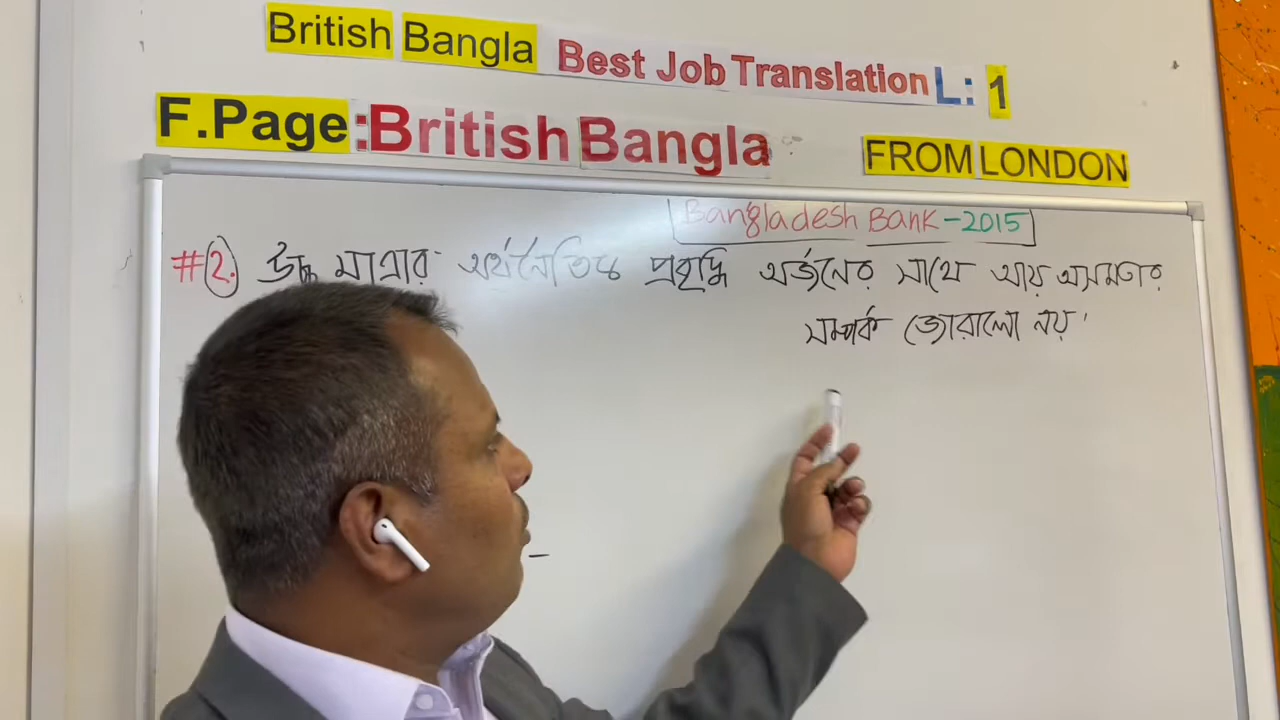 British Bangla Best Job Translation L: 1
F.Page:British Bangla FROM LONDON
Bangladesh Bank-2015
#2. উচ্চ মাত্রার অর্থনৈতিক প্রবৃদ্ধি অর্জনের সাথে আয় অসমতার
সম্পর্ক জোরালো নয়।